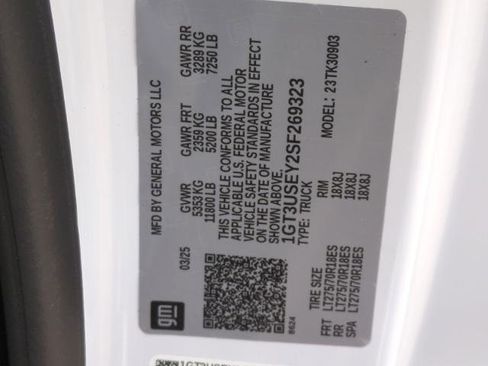 MFD BY GENERAL MOTORS LLC
03/25
GVWR GAWR FRT GAWR RR
5353 KG 2359 KG 3289 KG
11800 LB 5200 LB 7250 LB
THIS VEHICLE CONFORMS TO ALL
APPLICABLE U.S. FEDERAL MOTOR
VEHICLE SAFETY STANDARDS IN EFFECT
ON THE DATE OF MANUFACTURE
SHOWN ABOVE.
1GT3USEY2SF269323
TYPE: TRUCK MODEL: 23TK30903
TIRE SIZE RIM
FRT LT275/70R18ES 18X8J
RR LT275/70R18ES 18X8J
SPA LT275/70R18ES 18X8J
gm
8624